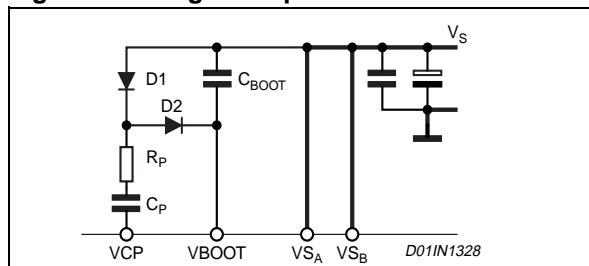 V_S
D1
C_BOOT
D2
R_P
C_P
VCP VBOOT VS_A VS_B D01IN1328